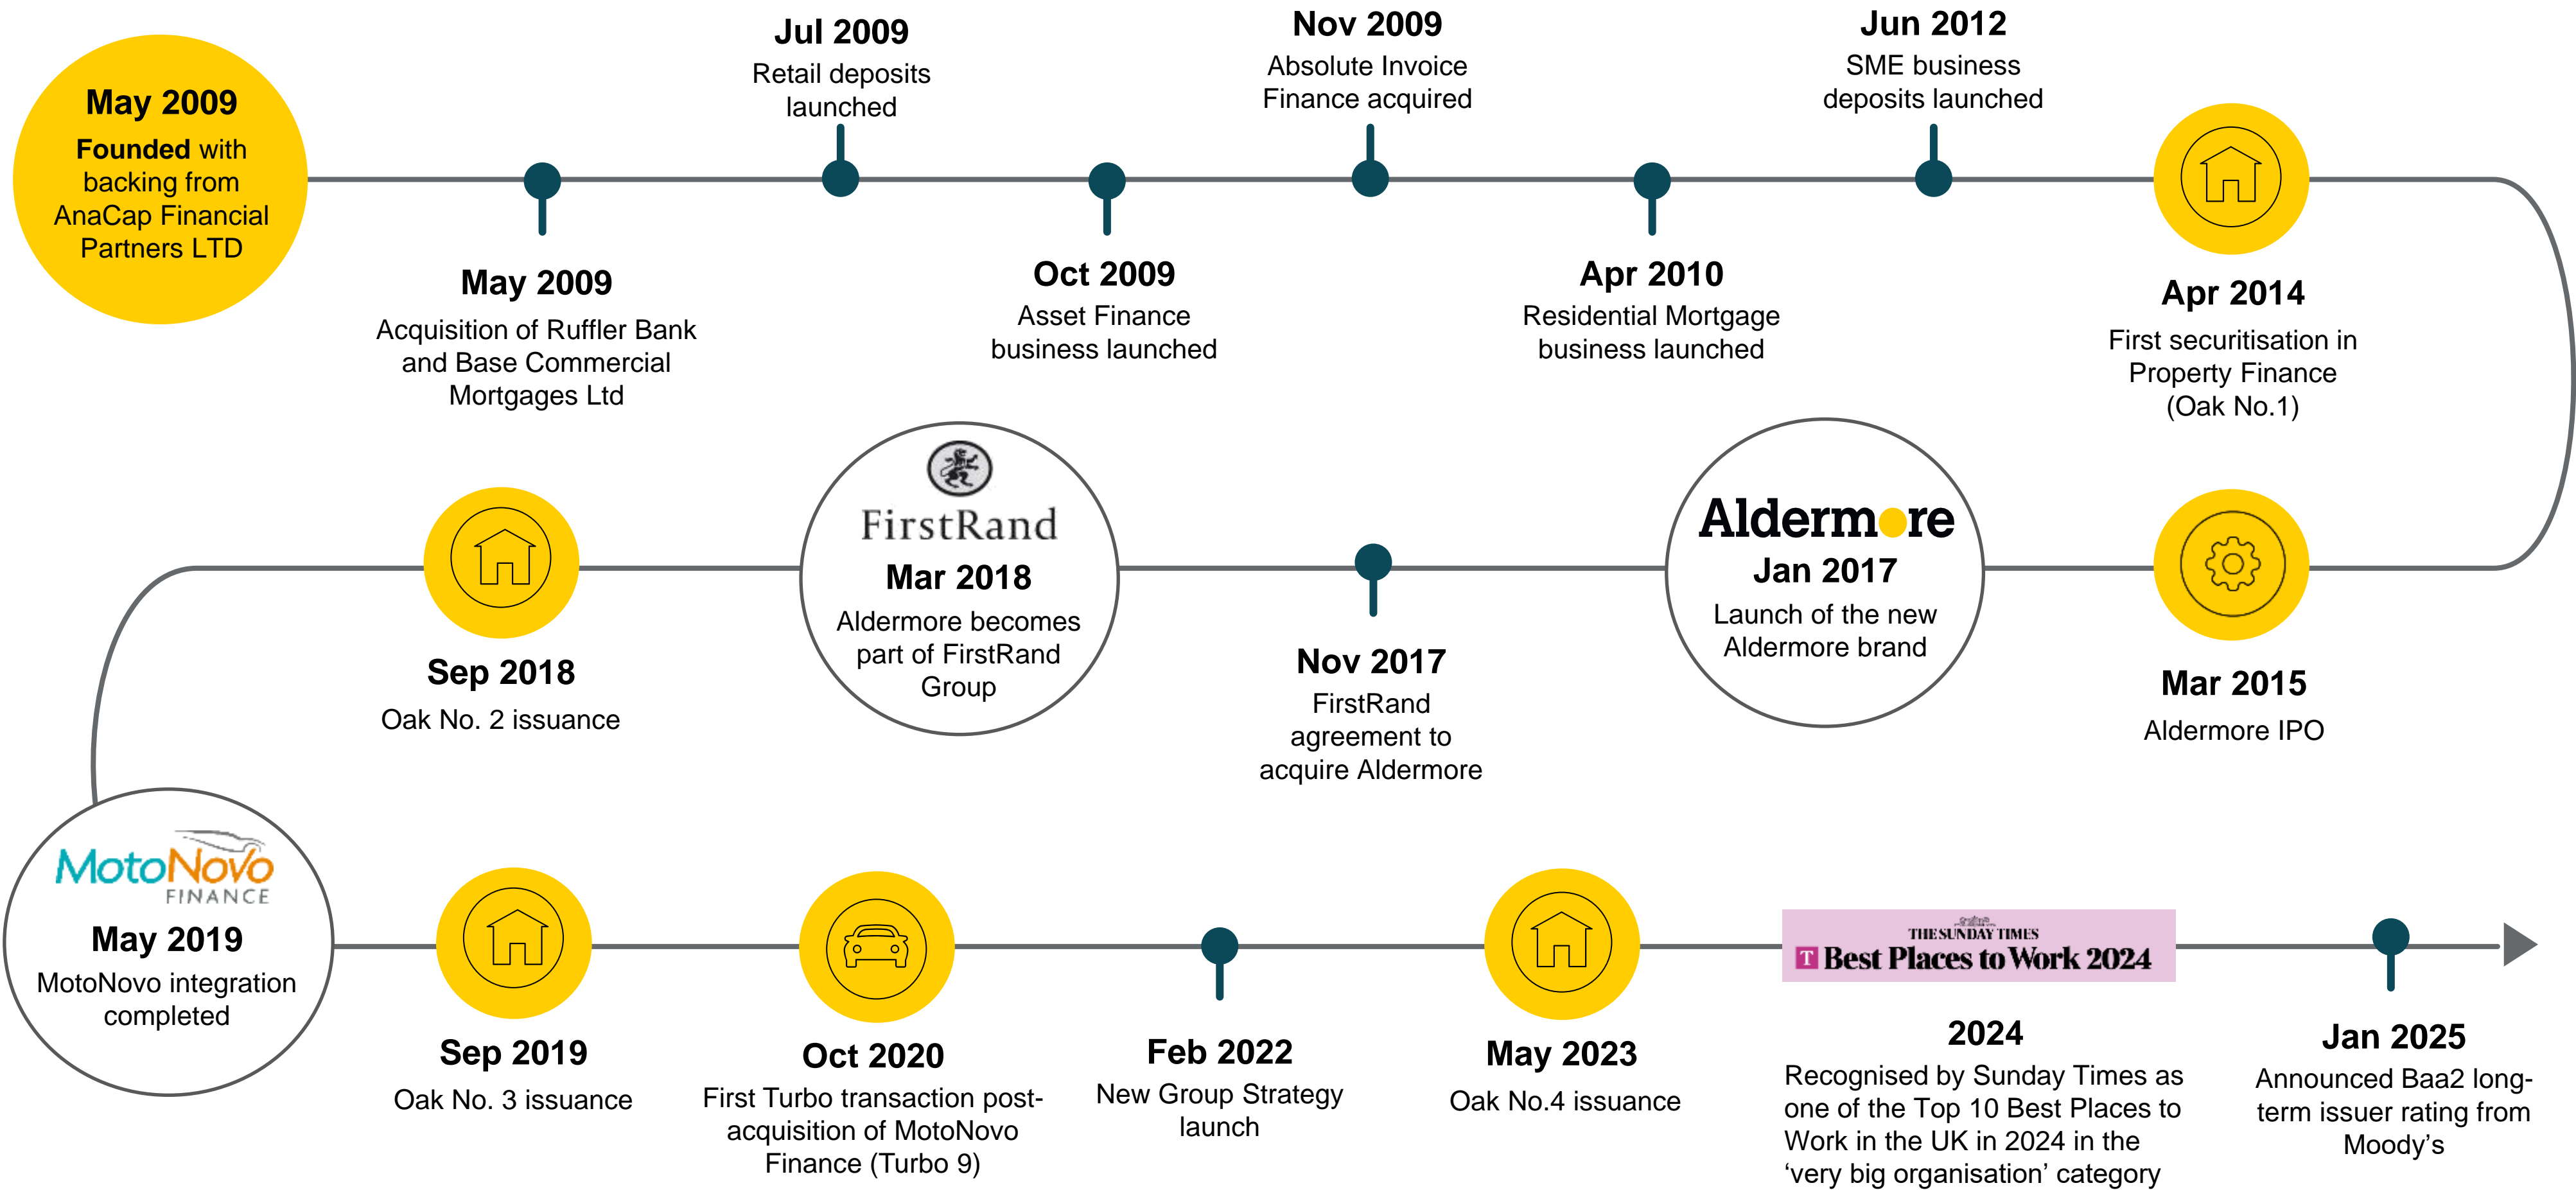 May 2009
Founded with
backing from
AnaCap Financial
Partners LTD
May 2009
Acquisition of Ruffler Bank
and Base Commercial
Mortgages Ltd
Jul 2009
Retail deposits
launched
Oct 2009
Asset Finance
business launched
Nov 2009
Absolute Invoice
Finance acquired
Apr 2010
Residential Mortgage
business launched
Jun 2012
SME business
deposits launched
Apr 2014
First securitisation in
Property Finance
(Oak No.1)
Mar 2015
Aldermore IPO
Aldermore
Jan 2017
Launch of the new
Aldermore brand
Nov 2017
FirstRand
agreement to
acquire Aldermore
FirstRand
Mar 2018
Aldermore becomes
part of FirstRand
Group
Sep 2018
Oak No. 2 issuance
MotoNovo
FINANCE
May 2019
MotoNovo integration
completed
Sep 2019
Oak No. 3 issuance
Oct 2020
First Turbo transaction post-
acquisition of MotoNovo
Finance (Turbo 9)
Feb 2022
New Group Strategy
launch
May 2023
Oak No.4 issuance
THE SUNDAY TIMES
T Best Places to Work 2024
2024
Recognised by Sunday Times as
one of the Top 10 Best Places to
Work in the UK in 2024 in the
‘very big organisation’ category
Jan 2025
Announced Baa2 long-
term issuer rating from
Moody’s